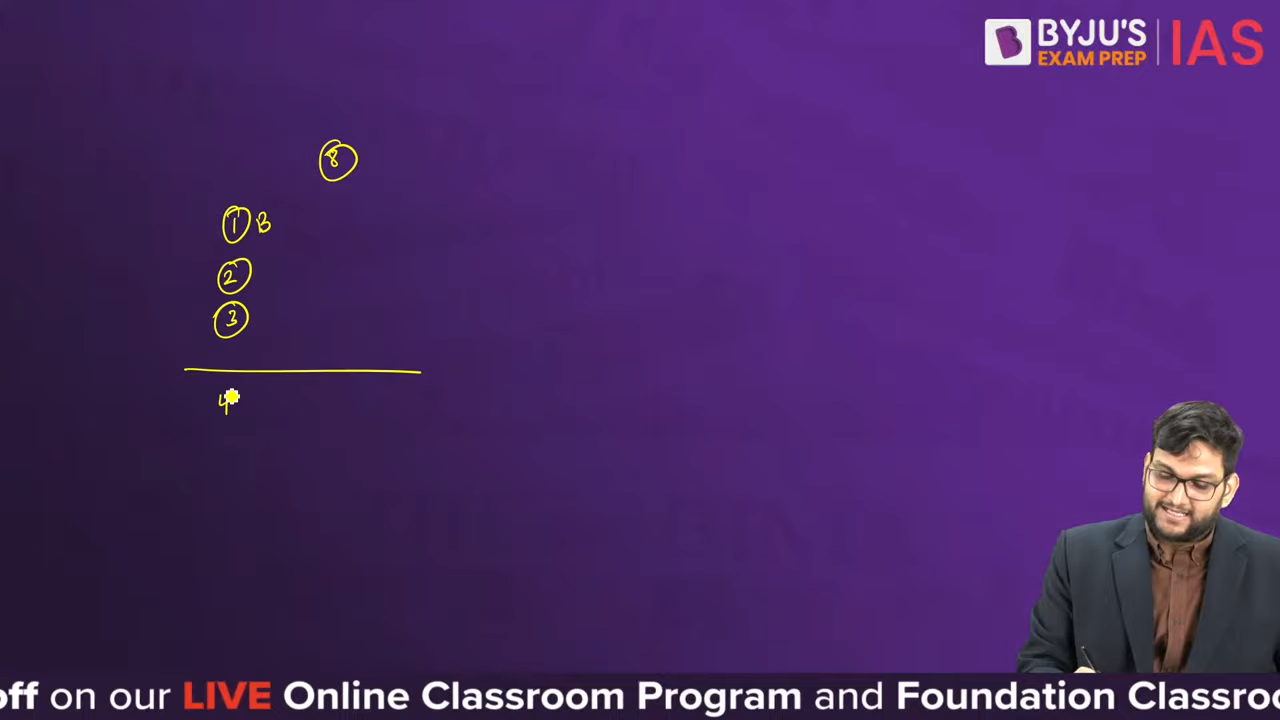 BYJU'S
EXAM PREP
IAS
8
1 B
2
3
4
off on our LIVE Online Classroom Program and Foundation Classroo